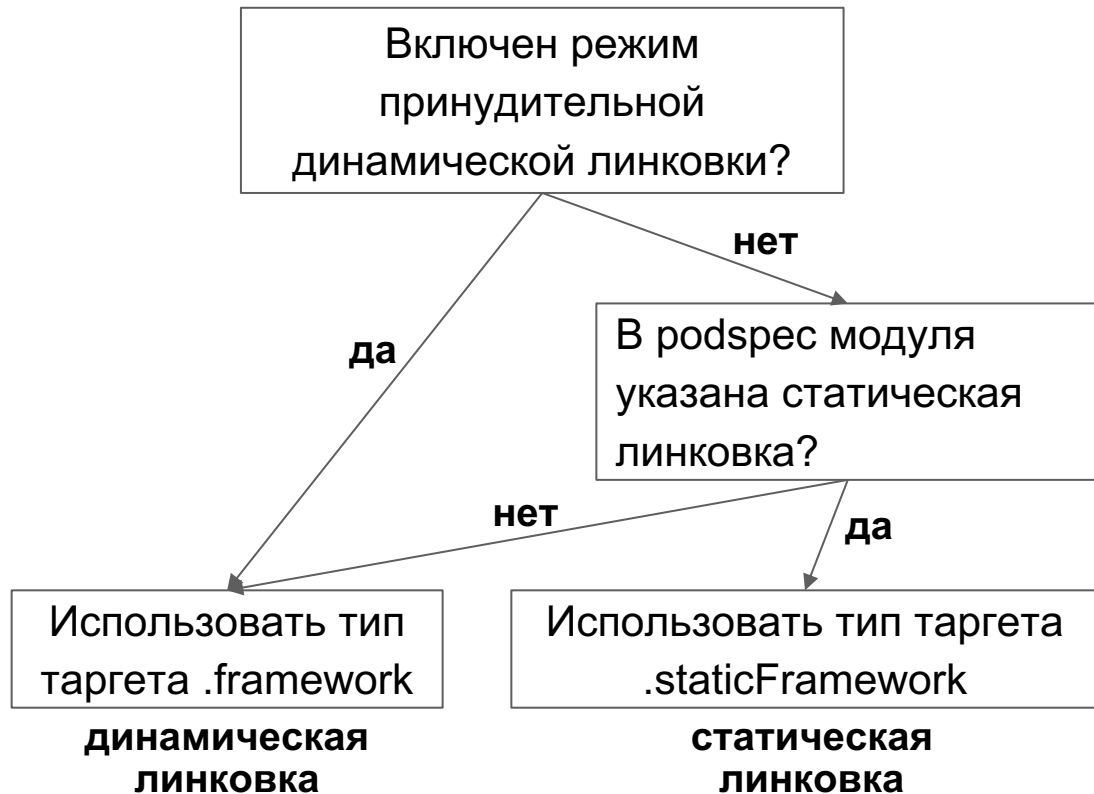 Включен режим
принудительной
динамической линковки?
нет
да
В podspec модуля
указана статическая
линковка?
нет
да
Использовать тип
таргета .framework
Использовать тип таргета
.staticFramework
динамическая
линковка
статическая
линковка